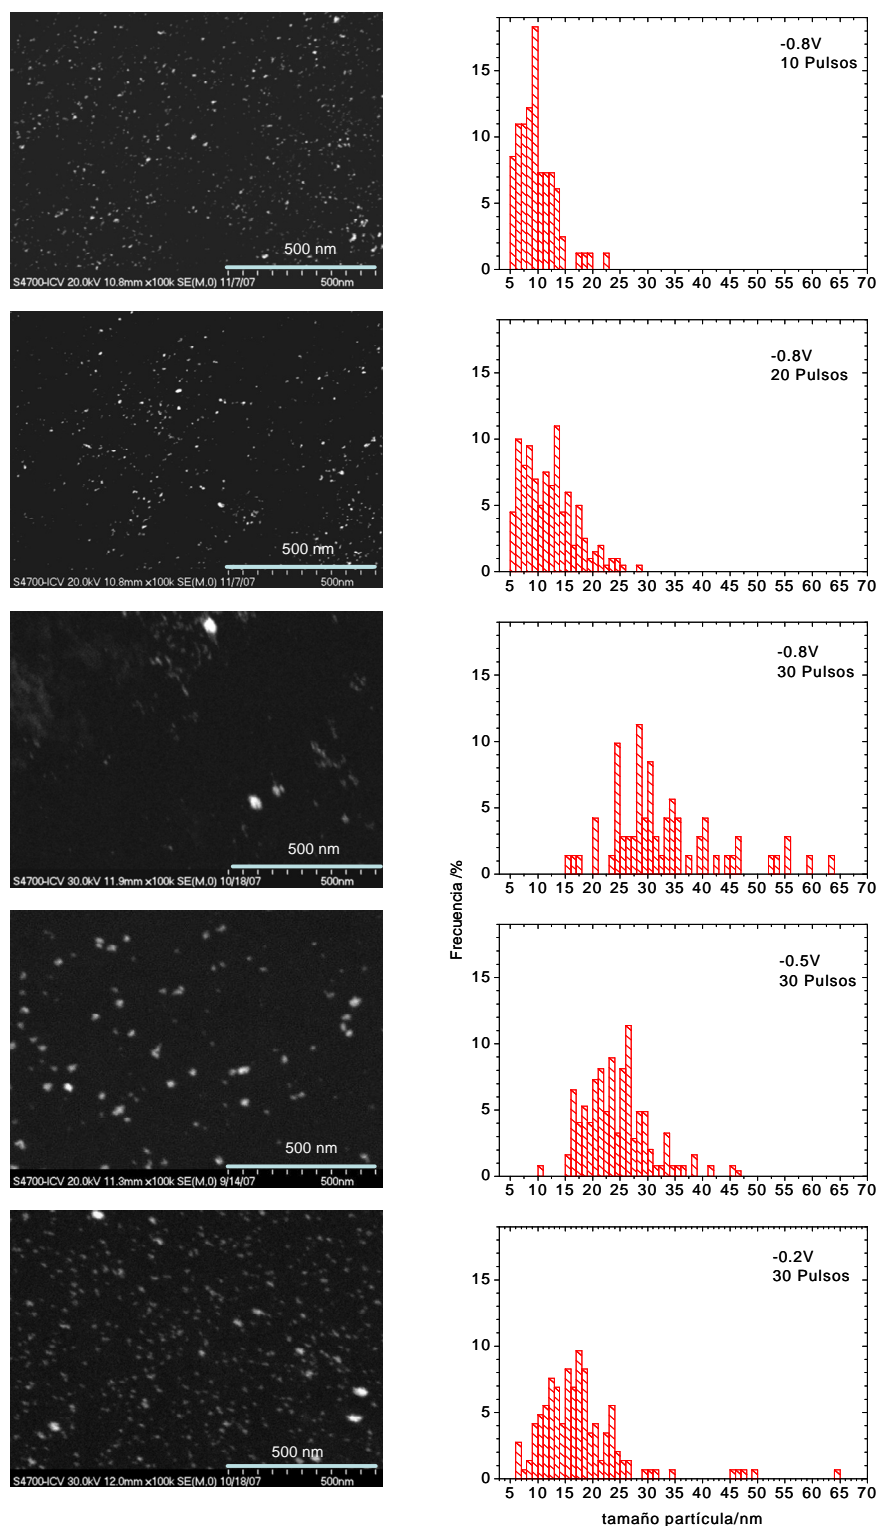 500 nm
S4700-ICV 20.0kV 10.8mm x100k SE(M,0) 11/7/07 500nm
-0.8V
10 Pulsos
15
10
5
0
5 10 15 20 25 30 35 40 45 50 55 60 65 70
500 nm
S4700-ICV 20.0kV 10.8mm x100k SE(M,0) 11/7/07 500nm
-0.8V
20 Pulsos
15
10
5
0
5 10 15 20 25 30 35 40 45 50 55 60 65 70
500 nm
S4700-ICV 30.0kV 11.9mm x100k SE(M,0) 10/18/07 500nm
-0.8V
30 Pulsos
15
10
5
0
5 10 15 20 25 30 35 40 45 50 55 60 65 70
Frecuencia /%
500 nm
S4700-ICV 20.0kV 11.3mm x100k SE(M,0) 9/14/07 500nm
-0.5V
30 Pulsos
15
10
5
0
5 10 15 20 25 30 35 40 45 50 55 60 65 70
500 nm
S4700-ICV 30.0kV 12.0mm x100k SE(M,0) 10/18/07 500nm
-0.2V
30 Pulsos
15
10
5
0
5 10 15 20 25 30 35 40 45 50 55 60 65 70
tamaño partícula/nm